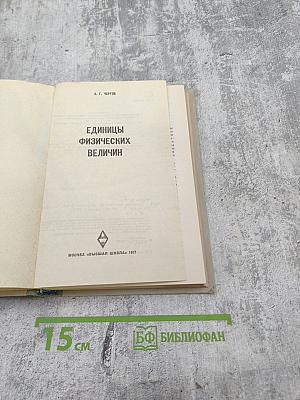 А. Г. ЧЕРТОВ
ЕДИНИЦЫ
ФИЗИЧЕСКИХ
ВЕЛИЧИН
МОСКВА «ВЫСШАЯ ШКОЛА» 1977
15 СМ
БФ БИБЛИОФАН